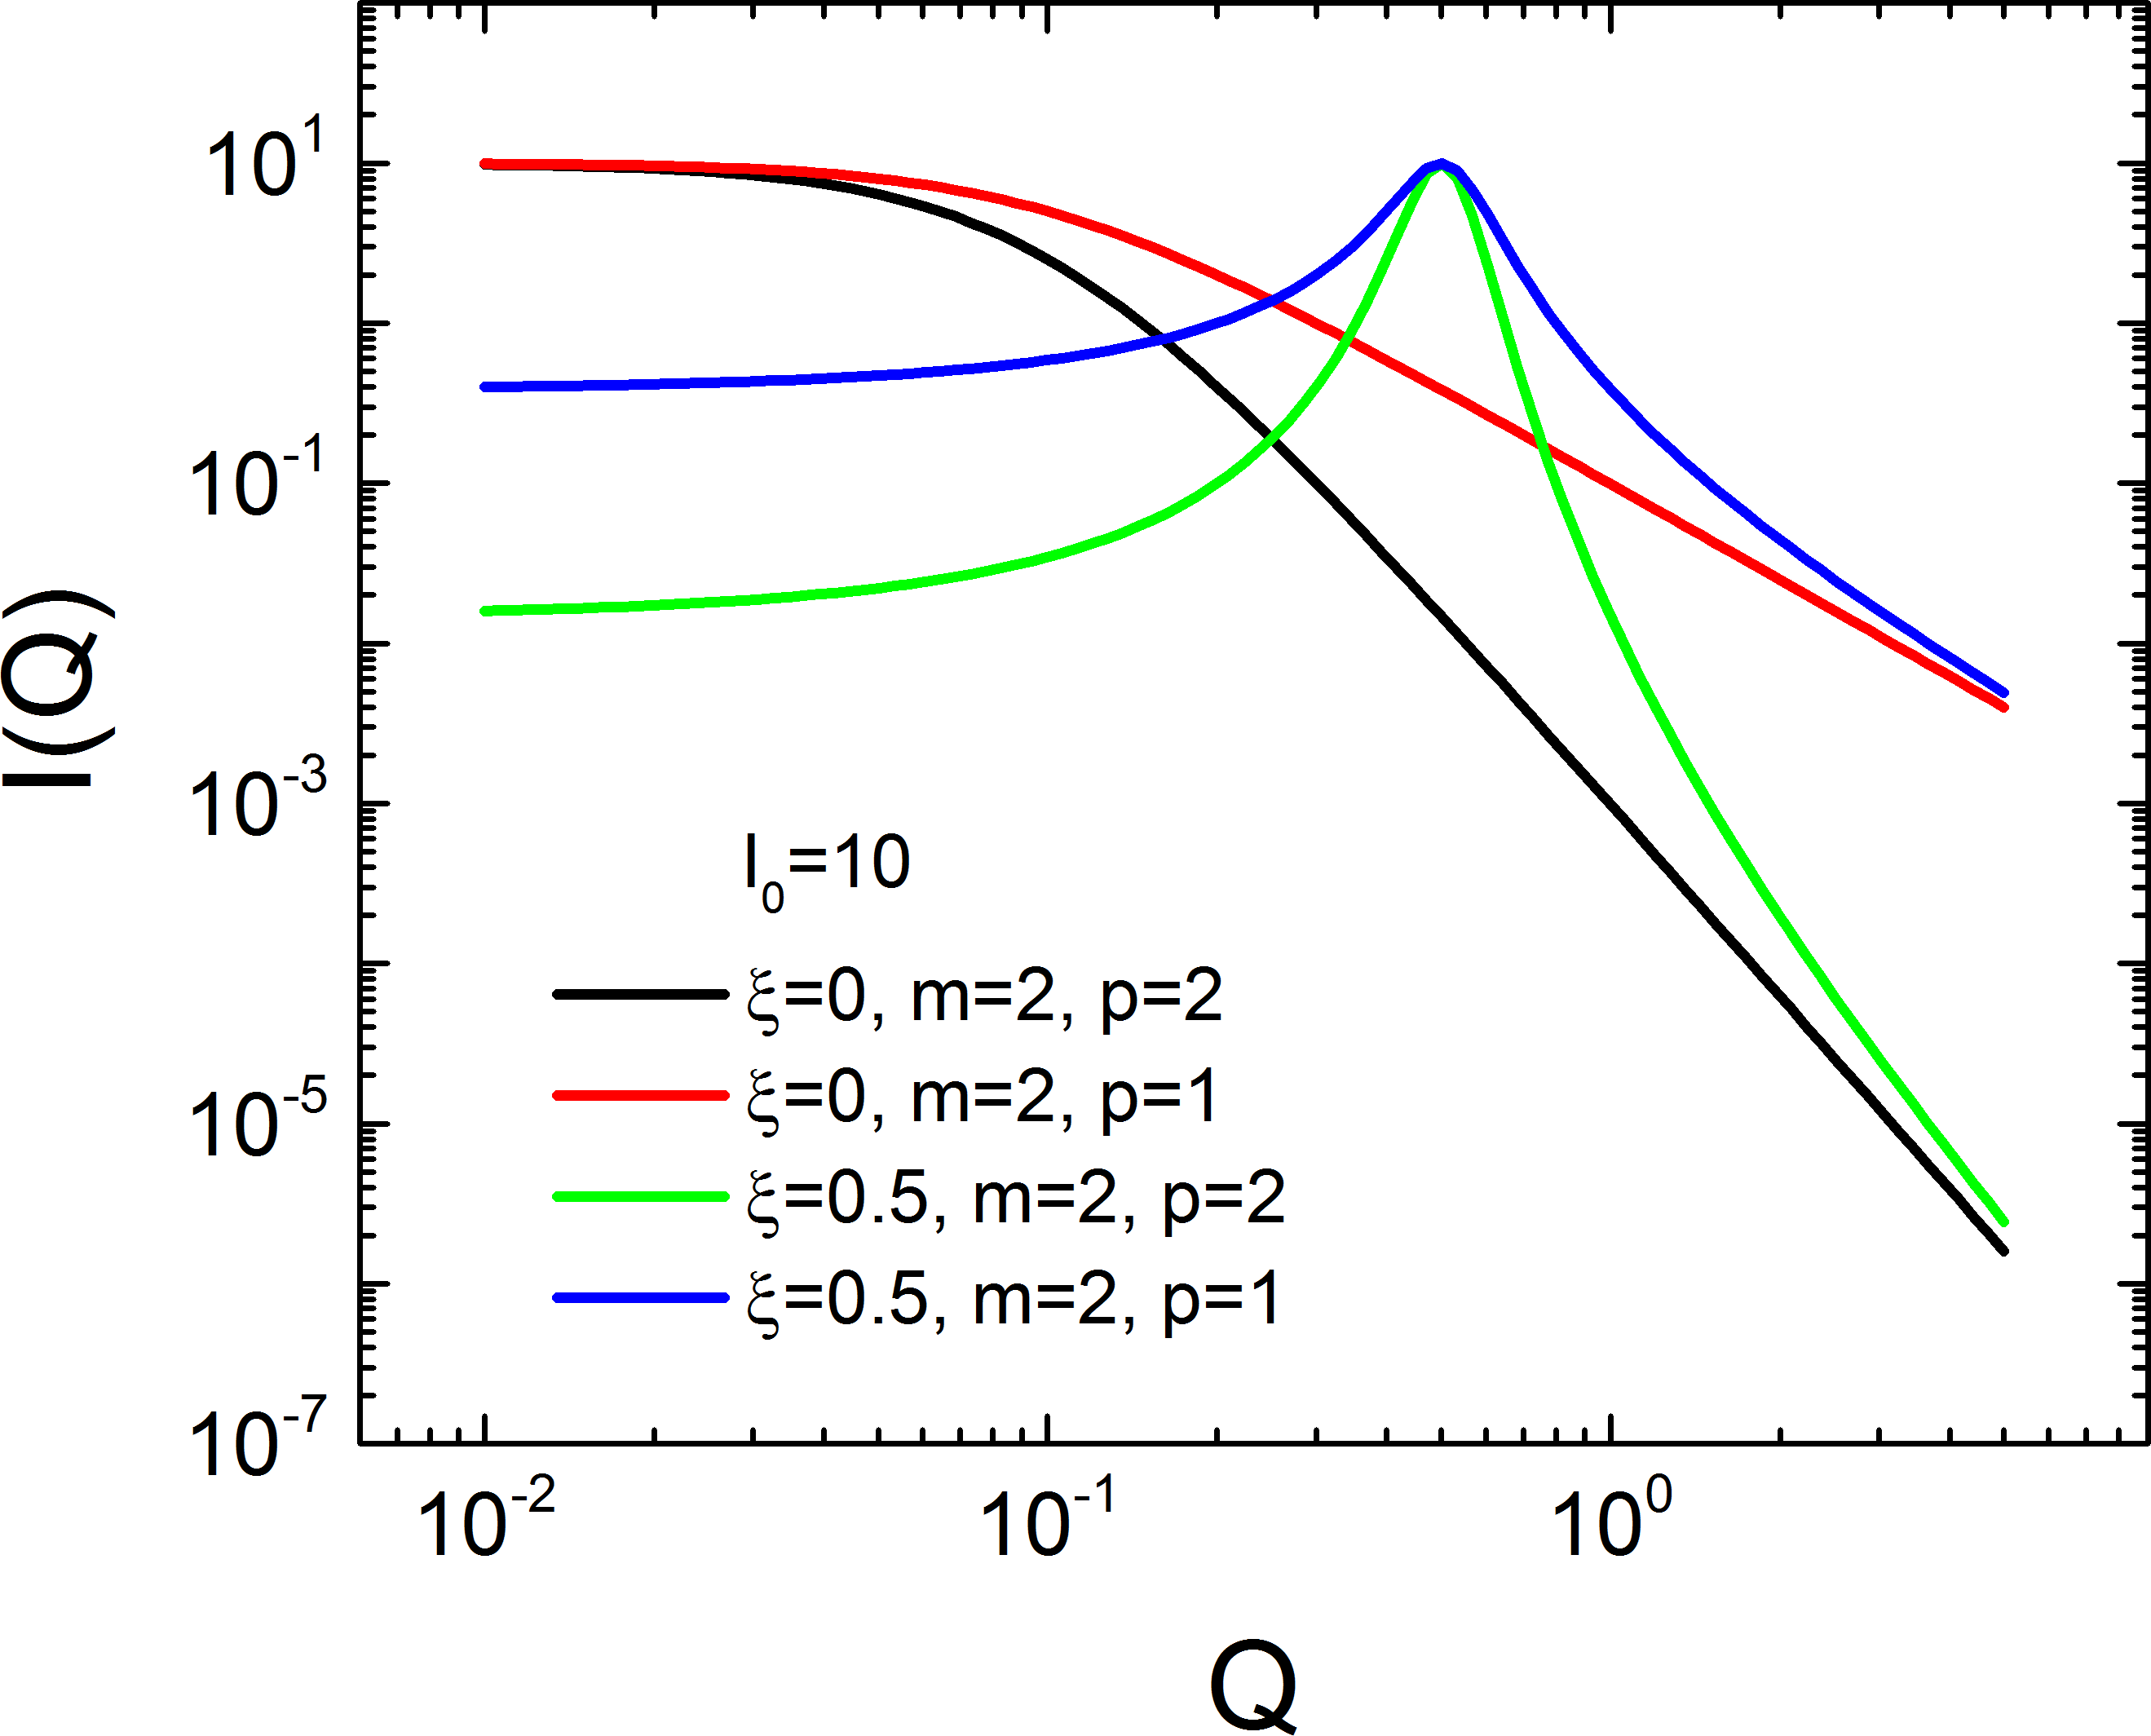 10^1
10^-1
10^-3
10^-5
10^-7
I(Q)
I_0=10
ξ=0, m=2, p=2
ξ=0, m=2, p=1
ξ=0.5, m=2, p=2
ξ=0.5, m=2, p=1
10^-2 10^-1 10^0
Q